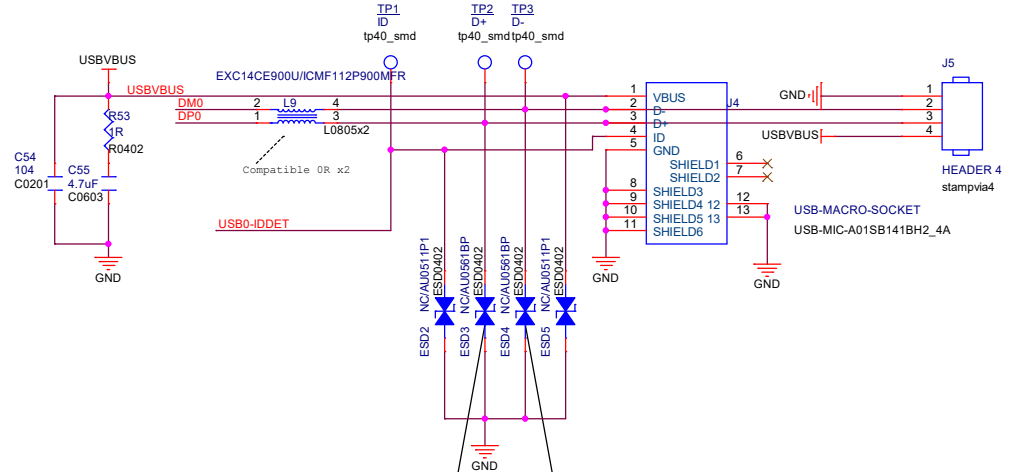 TP1
ID
tp40_smd
TP2
D+
tp40_smd
TP3
D-
tp40_smd
USBVBUS
EXC14CE900U/ICMF112P900MFR
USBVBUS
DM0
2
L9
4
DP0
1
3
L0805x2
R53
1R
R0402
C54
104
C0201
C55
4.7uF
C0603
Compatible 0R x2
USB0-IDDET
GND
1
2
3
4
5
VBUS
D-
D+
ID
GND
J4
SHIELD1
SHIELD2
SHIELD3
SHIELD4 12
SHIELD5 13
SHIELD6
6
7
8
9
10
11
12
13
GND
GND
USB-MACRO-SOCKET
USB-MIC-A01SB141BH2_4A
J5
GND
USBVBUS
1
2
3
4
HEADER 4
stampvia4
ESD2
NC/AU0511P1
ESD0402
ESD3
NC/AU0561BP
ESD0402
ESD4
NC/AU0561BP
ESD0402
ESD5
NC/AU0511P1
ESD0402
GND